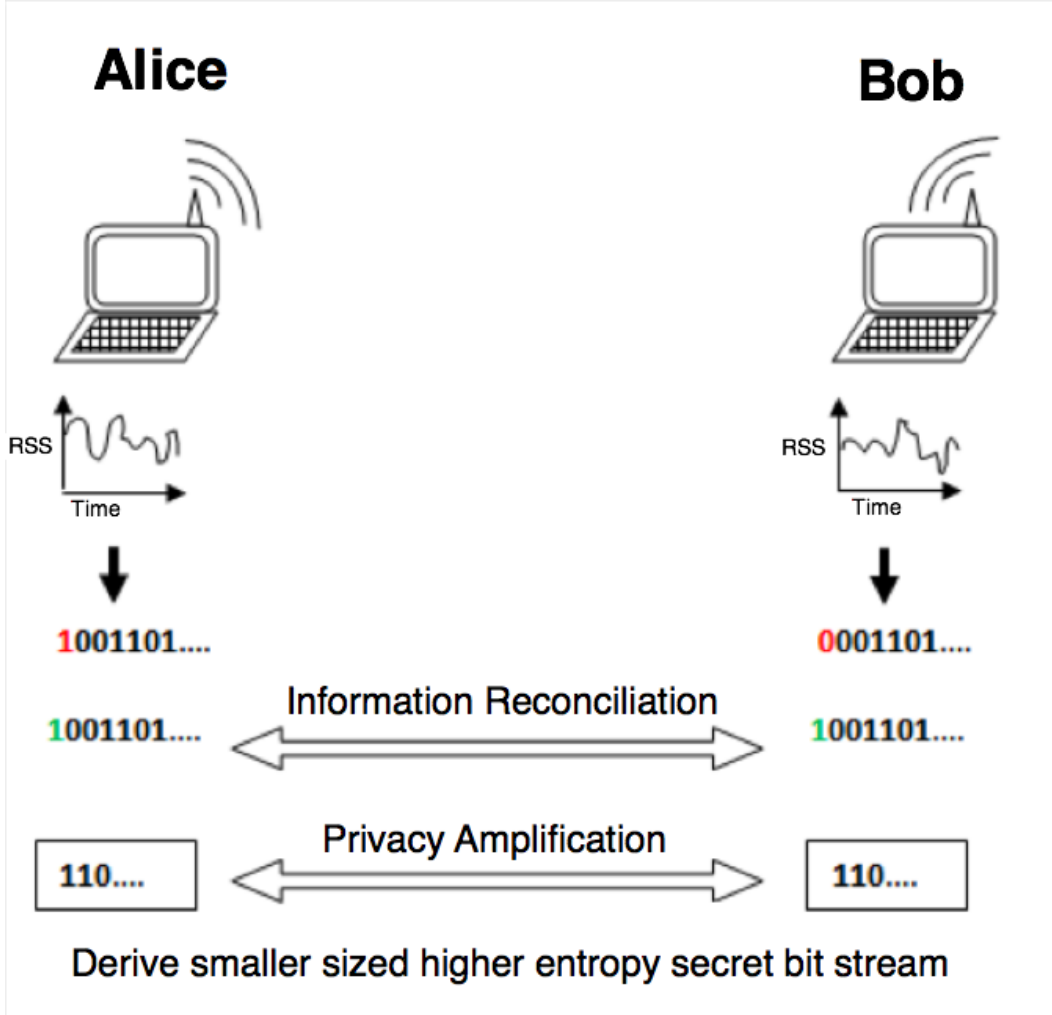 Alice
Bob
RSS
Time
RSS
Time
1001101....
0001101....
Information Reconciliation
1001101....
1001101....
Privacy Amplification
110....
110....
Derive smaller sized higher entropy secret bit stream